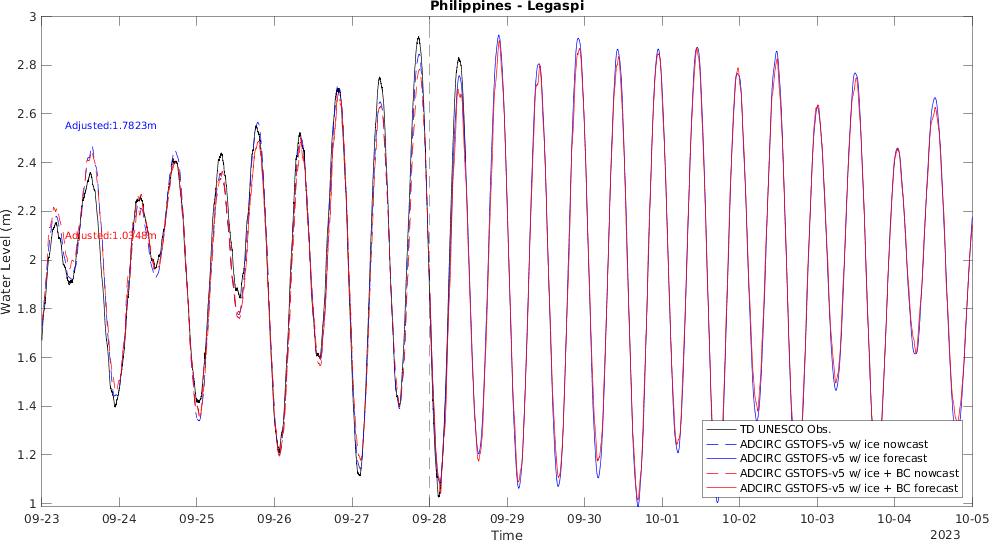 Philippines - Legaspi
3
2.8
2.6
2.4
2.2
2
1.8
1.6
1.4
1.2
1
Water Level (m)
Adjusted:1.7823m
Adjusted:1.0348m
TD UNESCO Obs.
ADCIRC GSTOFS-v5 w/ ice nowcast
ADCIRC GSTOFS-v5 w/ ice forecast
ADCIRC GSTOFS-v5 w/ ice + BC nowcast
ADCIRC GSTOFS-v5 w/ ice + BC forecast
09-23 09-24 09-25 09-26 09-27 09-28 09-29 09-30 10-01 10-02 10-03 10-04 10-05
Time
2023